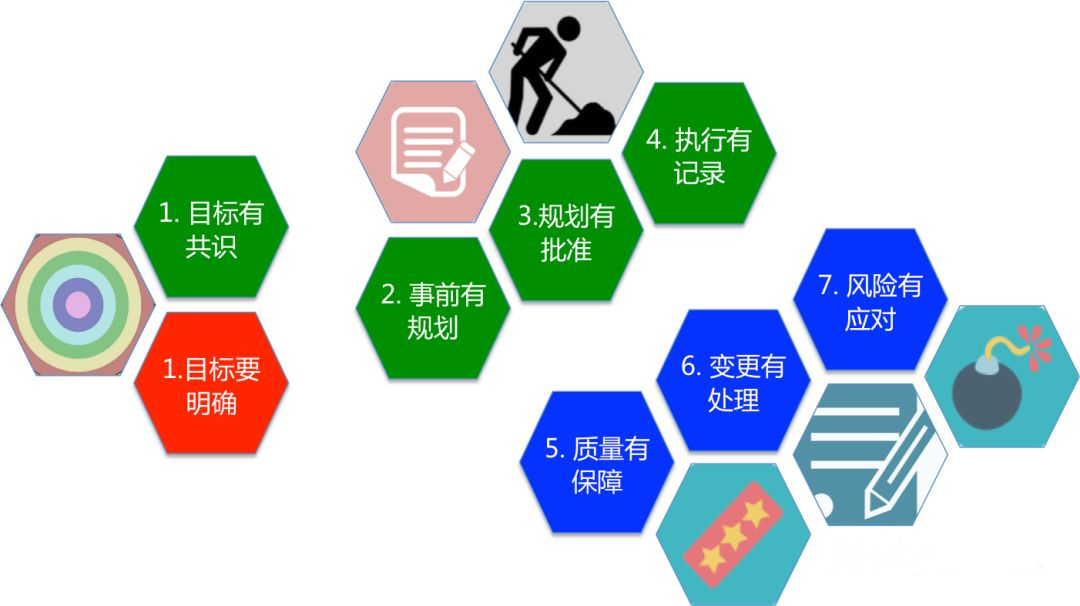 1. 目标有
共识
1.目标要
明确
2. 事前有
规划
3.规划有
批准
4. 执行有
记录
5. 质量有
保障
6. 变更有
处理
7. 风险有
应对